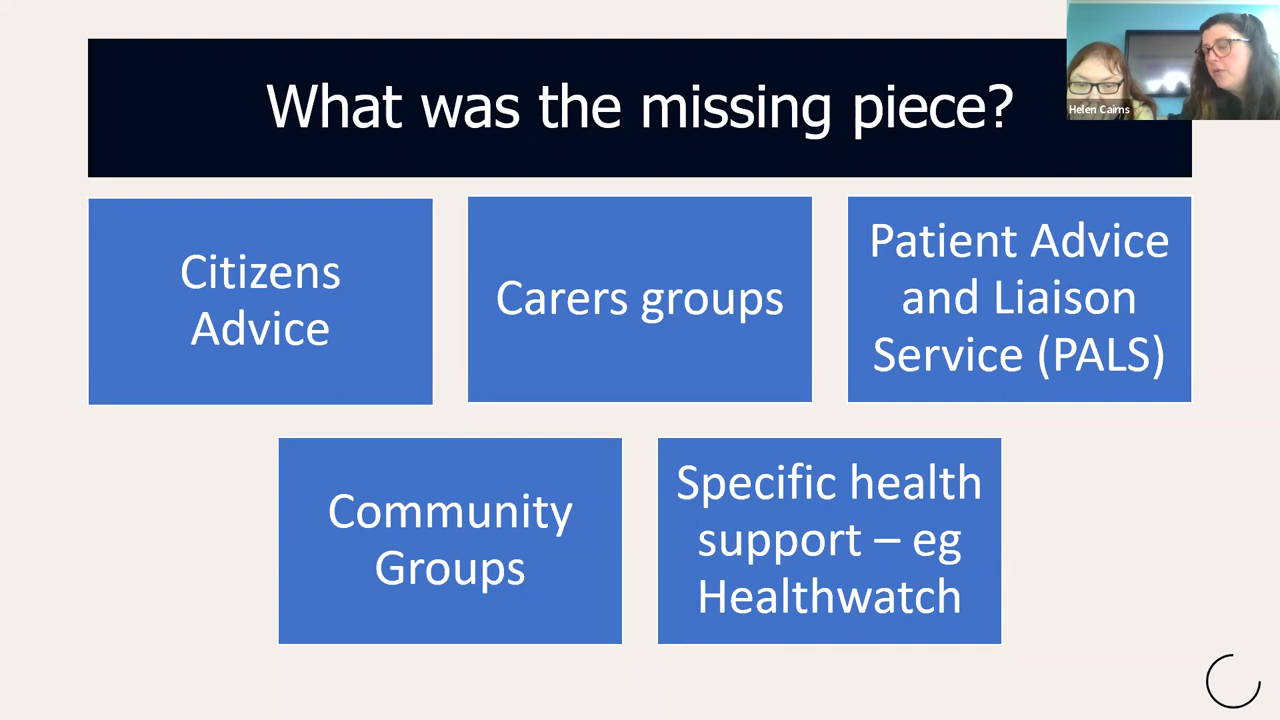 What was the missing piece?
Helen Cairns
Citizens
Advice
Carers groups
Patient Advice
and Liaison
Service (PALS)
Community
Groups
Specific health
support – eg
Healthwatch